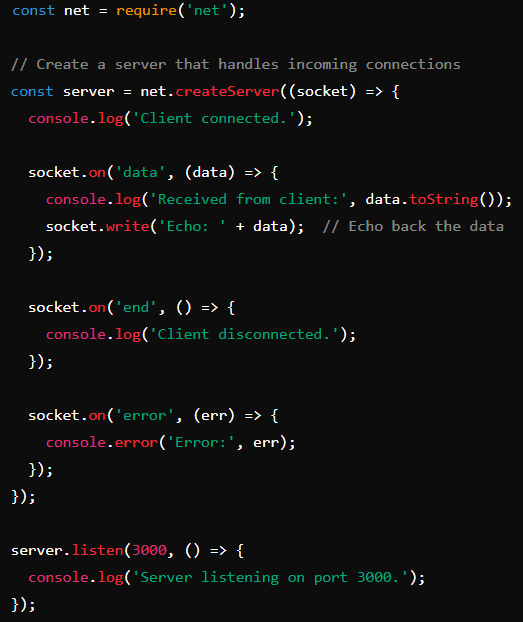 const net = require('net');

// Create a server that handles incoming connections
const server = net.createServer((socket) => {
  console.log('Client connected.');

  socket.on('data', (data) => {
    console.log('Received from client:', data.toString());
    socket.write('Echo: ' + data);  // Echo back the data
  });

  socket.on('end', () => {
    console.log('Client disconnected.');
  });

  socket.on('error', (err) => {
    console.error('Error:', err);
  });
});

server.listen(3000, () => {
  console.log('Server listening on port 3000.');
});